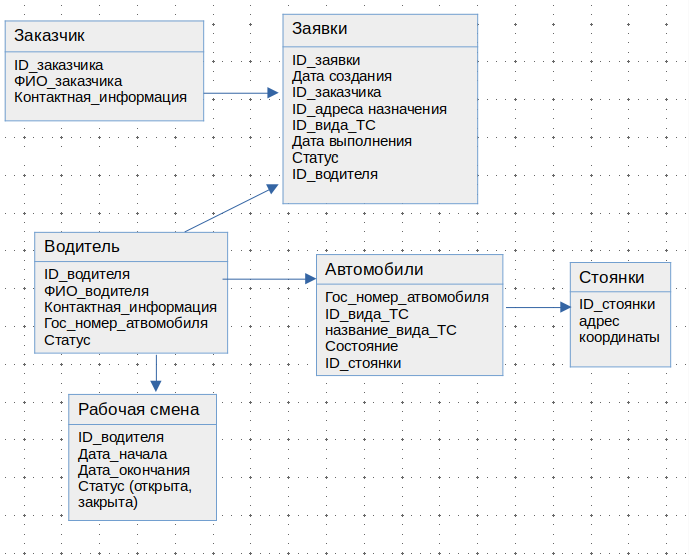 Заказчик
ID_заказчика
ФИО_заказчика
Контактная_информация
Заявки
ID_заявки
Дата создания
ID_заказчика
ID_адреса назначения
ID_вида_ТС
Дата выполнения
Статус
ID_водителя
Водитель
ID_водителя
ФИО_водителя
Контактная_информация
Гос_номер_атвомобиля
Статус
Автомобили
Гос_номер_атвомобиля
ID_вида_ТС
название_вида_ТС
Состояние
ID_стоянки
Стоянки
ID_стоянки
адрес
координаты
Рабочая смена
ID_водителя
Дата_начала
Дата_окончания
Статус (открыта,
закрыта)